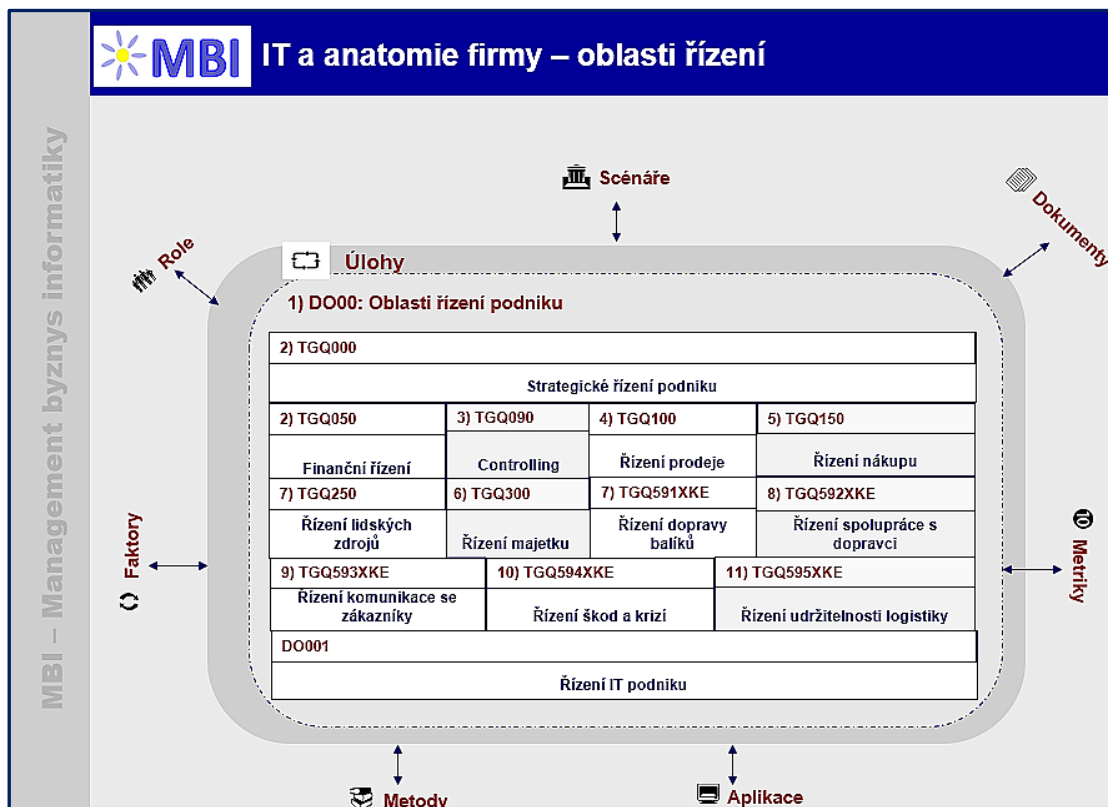 MBI
IT a anatomie firmy – oblasti řízení
MBI – Management byznys informatiky
Scénáře
Dokumenty
Role
Úlohy
1) DO00: Oblasti řízení podniku
2) TGQ000
Strategické řízení podniku
2) TGQ050
3) TGQ090
4) TGQ100
5) TGQ150
Finanční řízení
Controlling
Řízení prodeje
Řízení nákupu
7) TGQ250
6) TGQ300
7) TGQ591XKE
8) TGQ592XKE
Řízení lidských
zdrojů
Řízení majetku
Řízení dopravy
balíků
Řízení spolupráce s
dopravci
9) TGQ593XKE
10) TGQ594XKE
11) TGQ595XKE
Řízení komunikace se
zákazníky
Řízení škod a krizí
Řízení udržitelnosti logistiky
DO001
Řízení IT podniku
Faktory
10 Metriky
Metody
Aplikace